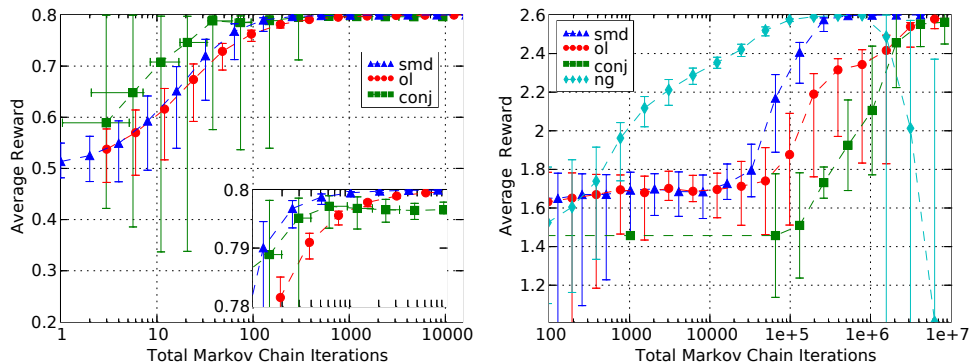 0.8
0.7
0.6
0.5
0.4
0.3
0.2
Average Reward
smd
ol
conj
0.8
0.79
0.78
1 10 100 1000 10000
Total Markov Chain Iterations
2.6
2.4
2.2
2
1.8
1.6
1.4
1.2
1
Average Reward
smd
ol
conj
ng
100 1000 10000 1e+5 1e+6 1e+7
Total Markov Chain Iterations